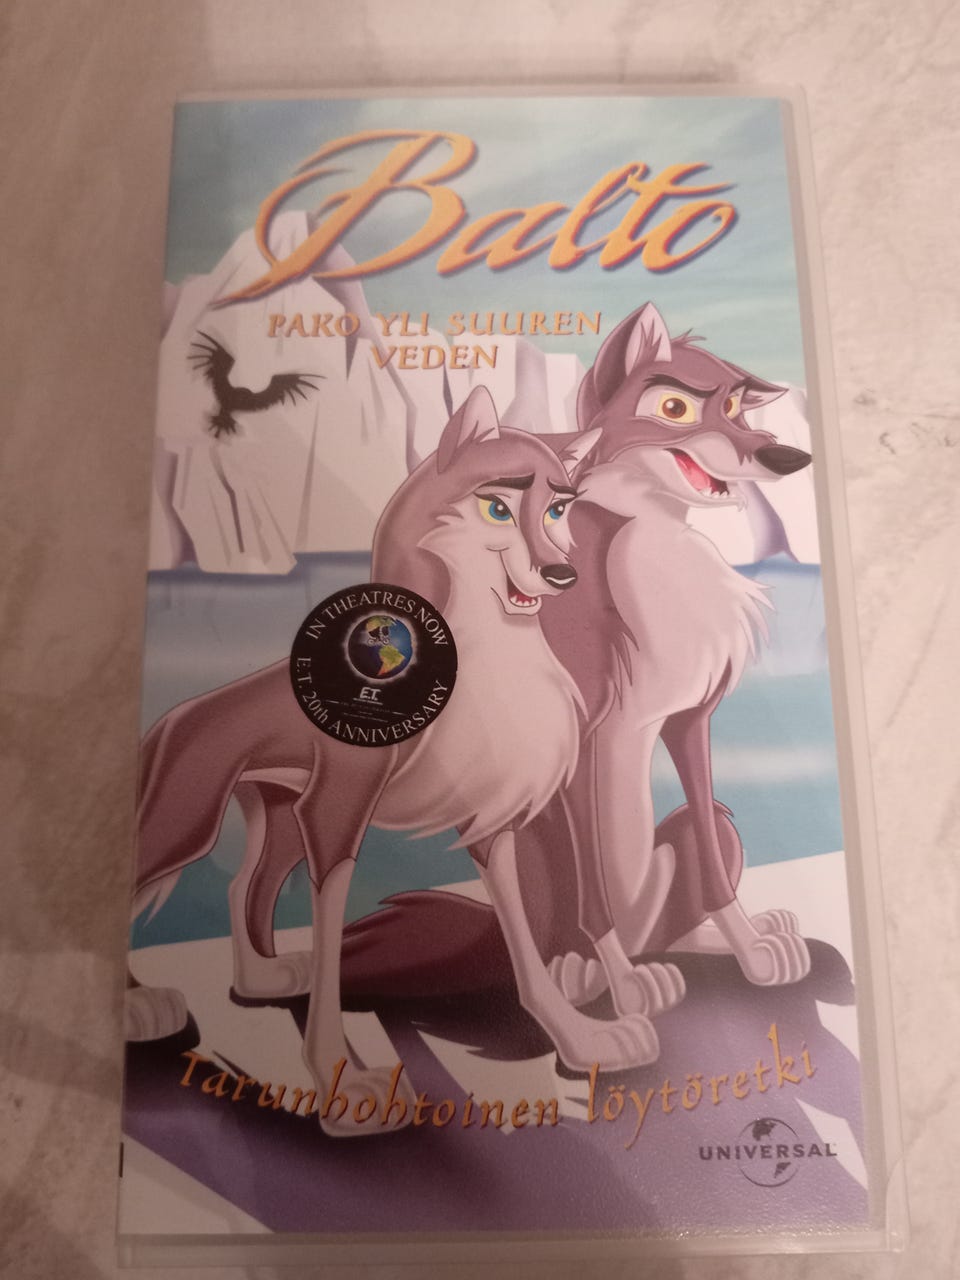 Balto
PAKO YLI SUUREN
VEDEN
IN THEATRES NOW
E.T.
E.T. 20th ANNIVERSARY
Tarunhohtoinen löytöretki
UNIVERSAL